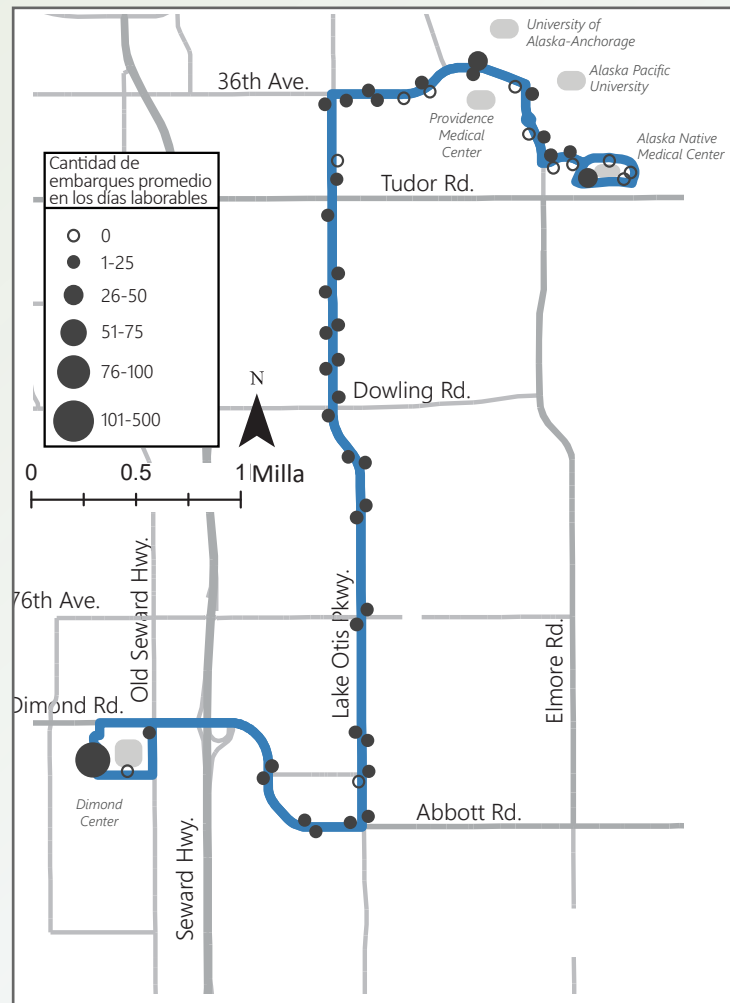 University of
Alaska-Anchorage
36th Ave.
Alaska Pacific
University
Providence
Medical
Center
Alaska Native
Medical Center
Cantidad de
embarques promedio
en los días laborables
0
1-25
26-50
51-75
76-100
101-500
Tudor Rd.
N
Dowling Rd.
0
0.5
1 Milla
Old Seward Hwy.
76th Ave.
Lake Otis Pkwy.
Elmore Rd.
Dimond Rd.
Dimond
Center
Seward Hwy.
Abbott Rd.